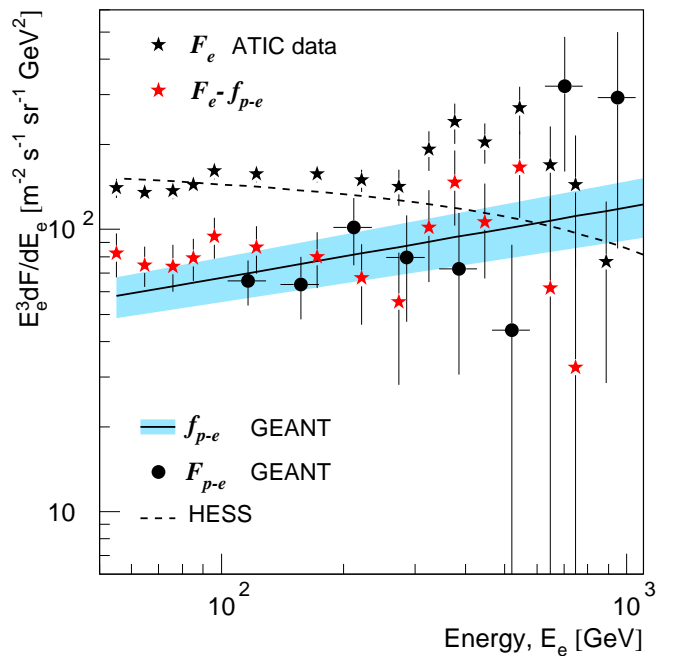 E_e^3dF/dE_e [m^-2 s^-1 sr^-1 GeV^2]
F_e ATIC data
F_e-f_p-e
10^2
f_p-e GEANT
F_p-e GEANT
10
HESS
10^2
10^3
Energy, E_e [GeV]